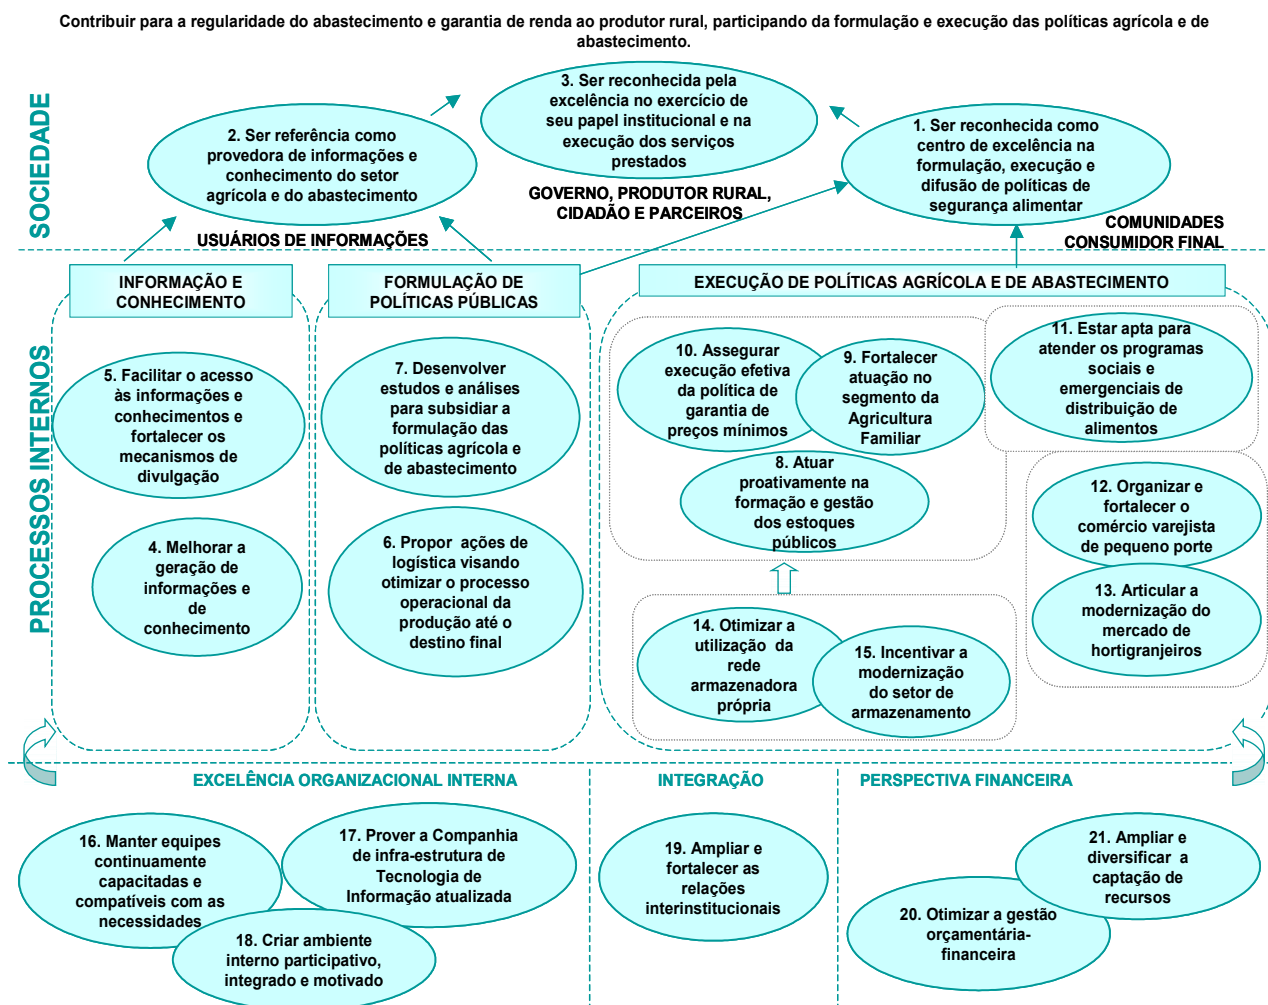 Contribuir para a regularidade do abastecimento e garantia de renda ao produtor rural, participando da formulação e execução das políticas agrícola e de
abastecimento.
SOCIEDADE
3. Ser reconhecida pela
excelência no exercício de
seu papel institucional e na
execução dos serviços
prestados
2. Ser referência como
provedora de informações e
conhecimento do setor
agrícola e do abastecimento
1. Ser reconhecida como
centro de excelência na
formulação, execução e
difusão de políticas de
segurança alimentar
GOVERNO, PRODUTOR RURAL,
CIDADÃO E PARCEIROS
USUÁRIOS DE INFORMAÇÕES
COMUNIDADES
CONSUMIDOR FINAL
PROCESSOS INTERNOS
INFORMAÇÃO E
CONHECIMENTO
5. Facilitar o acesso
às informações e
conhecimentos e
fortalecer os
mecanismos de
divulgação
4. Melhorar a
geração de
informações e
de
conhecimento
FORMULAÇÃO DE
POLÍTICAS PÚBLICAS
7. Desenvolver
estudos e análises
para subsidiar a
formulação das
políticas agrícola e
de abastecimento
6. Propor ações de
logística visando
otimizar o processo
operacional da
produção até o
destino final
EXECUÇÃO DE POLÍTICAS AGRÍCOLA E DE ABASTECIMENTO
10. Assegurar
execução efetiva
da política de
garantia de
preços mínimos
9. Fortalecer
atuação no
segmento da
Agricultura
Familiar
8. Atuar
proativamente na
formação e gestão
dos estoques
públicos
11. Estar apta para
atender os programas
sociais e
emergenciais de
distribuição de
alimentos
12. Organizar e
fortalecer o
comércio varejista
de pequeno porte
13. Articular a
modernização do
mercado de
hortigranjeiros
14. Otimizar a
utilização da
rede
armazenadora
própria
15. Incentivar a
modernização
do setor de
armazenamento
EXCELÊNCIA ORGANIZACIONAL INTERNA
16. Manter equipes
continuamente
capacitadas e
compatíveis com as
necessidades
17. Prover a Companhia
de infra-estrutura de
Tecnologia de
Informação atualizada
18. Criar ambiente
interno participativo,
integrado e motivado
INTEGRAÇÃO
19. Ampliar e
fortalecer as
relações
interinstitucionais
PERSPECTIVA FINANCEIRA
21. Ampliar e
diversificar a
captação de
recursos
20. Otimizar a gestão
orçamentária-
financeira